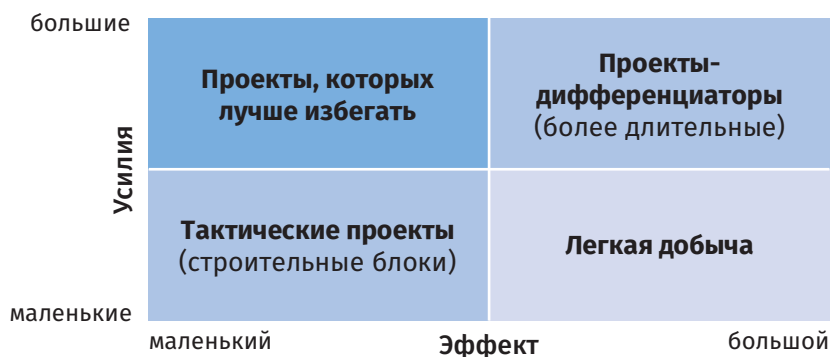 большие
Проекты, которых
лучше избегать
Проекты-
дифференциаторы
(более длительные)
Усилия
Тактические проекты
(строительные блоки)
Легкая добыча
маленькие
маленький
Эффект
большой